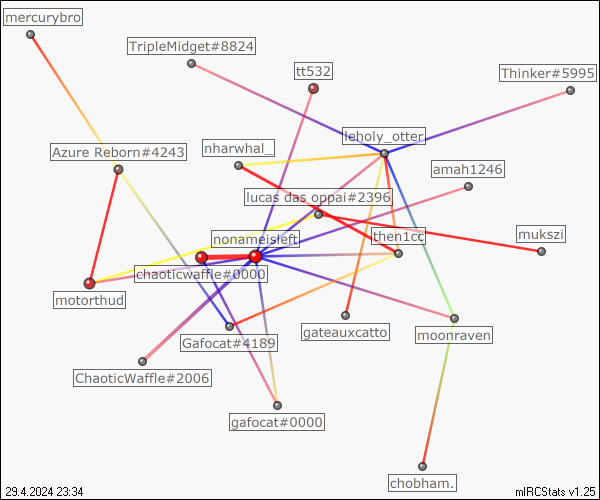 mercurybro
TripleMidget#8824
tt532
Thinker#5995
leholy_otter
nharwhal_
Azure Reborn#4243
amah1246
lucas das oppai#2396
mukszi
then1cc
nonameisleft
chaoticwaffle#0000
motorthud
gateauxcatto
moonraven
Gafocat#4189
ChaoticWaffle#2006
gafocat#0000
chobham.
29.4.2024 23:34
mIRCStats v1.25